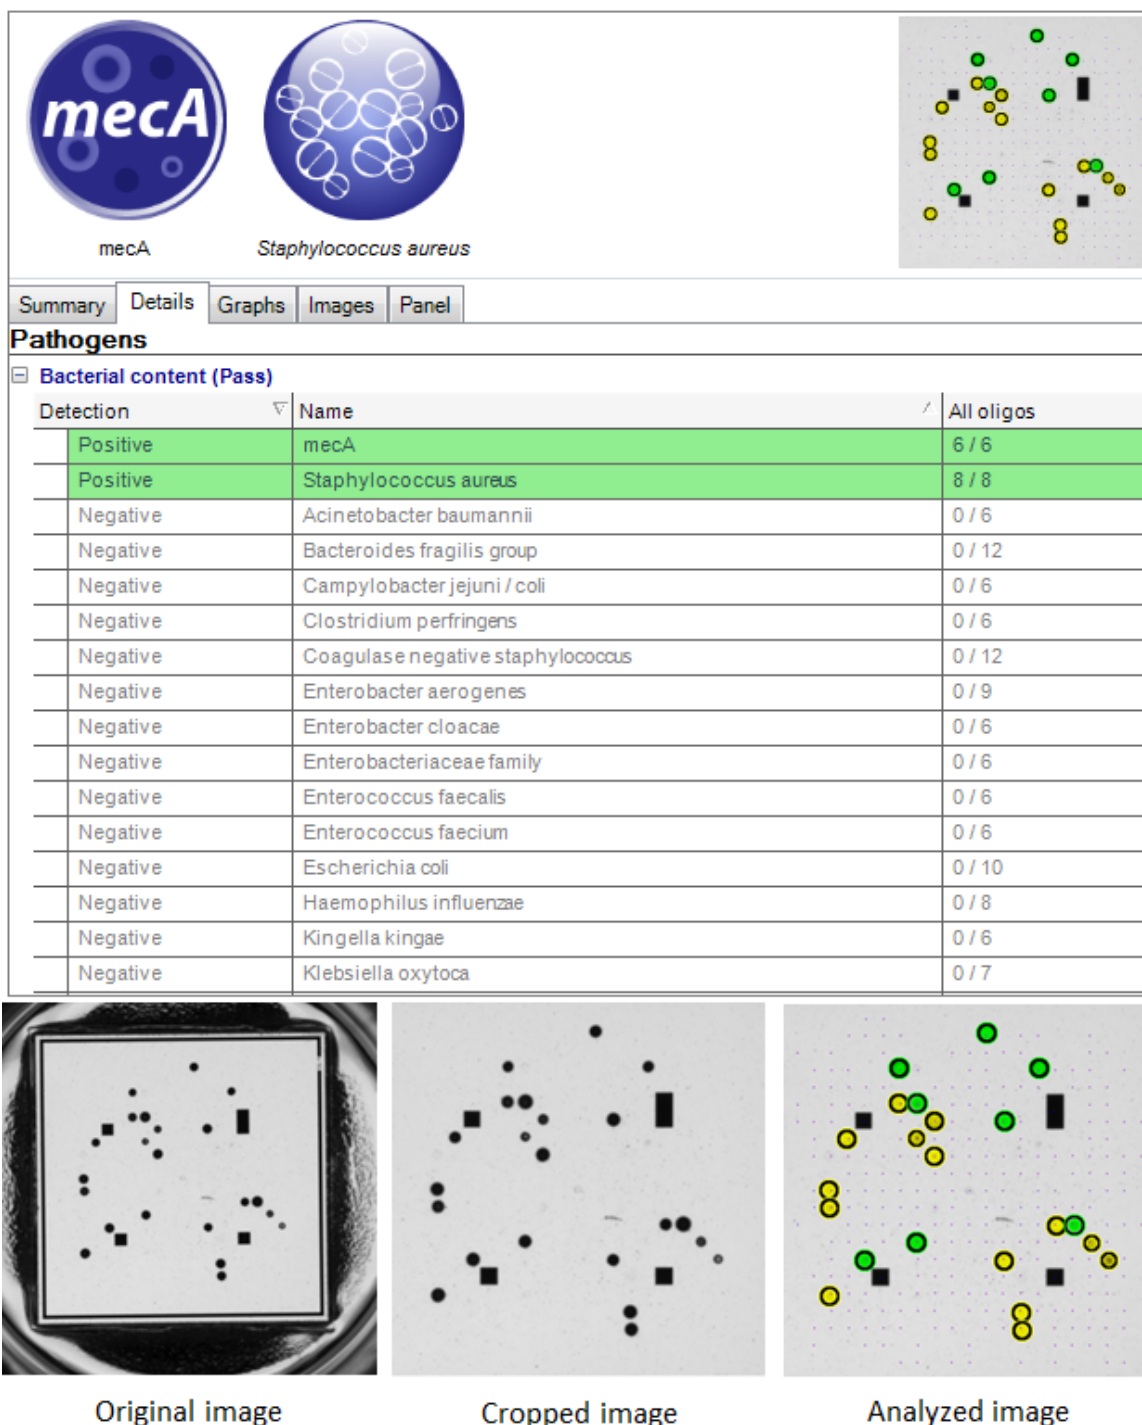 mecA
mecA
Staphylococcus aureus
Summary Details Graphs Images Panel
Pathogens
Bacterial content (Pass)
Detection Name All oligos
Positive mecA 6 / 6
Positive Staphylococcus aureus 8 / 8
Negative Acinetobacter baumannii 0 / 6
Negative Bacteroides fragilis group 0 / 12
Negative Campylobacter jejuni / coli 0 / 6
Negative Clostridium perfringens 0 / 6
Negative Coagulase negative staphylococcus 0 / 12
Negative Enterobacter aerogenes 0 / 9
Negative Enterobacter cloacae 0 / 6
Negative Enterobacteriaceae family 0 / 6
Negative Enterococcus faecalis 0 / 6
Negative Enterococcus faecium 0 / 6
Negative Escherichia coli 0 / 10
Negative Haemophilus influenzae 0 / 8
Negative Kingella kingae 0 / 6
Negative Klebsiella oxytoca 0 / 7
Original image Cropped image Analyzed image